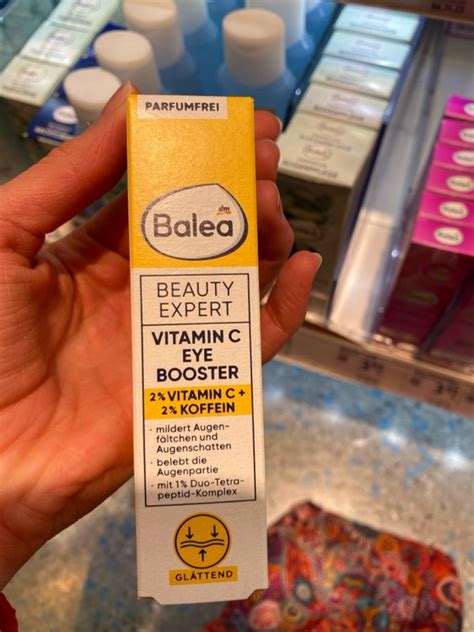 PARFUMFREI
dm
Balea
BEAUTY
EXPERT
VITAMIN C
EYE
BOOSTER
2% VITAMIN C +
2% KOFFEIN
· mildert Augen-
fältchen und
Augenschatten
· belebt die
Augenpartie
· mit 1% Duo-Tetra-
peptid-Komplex
GLÄTTEND